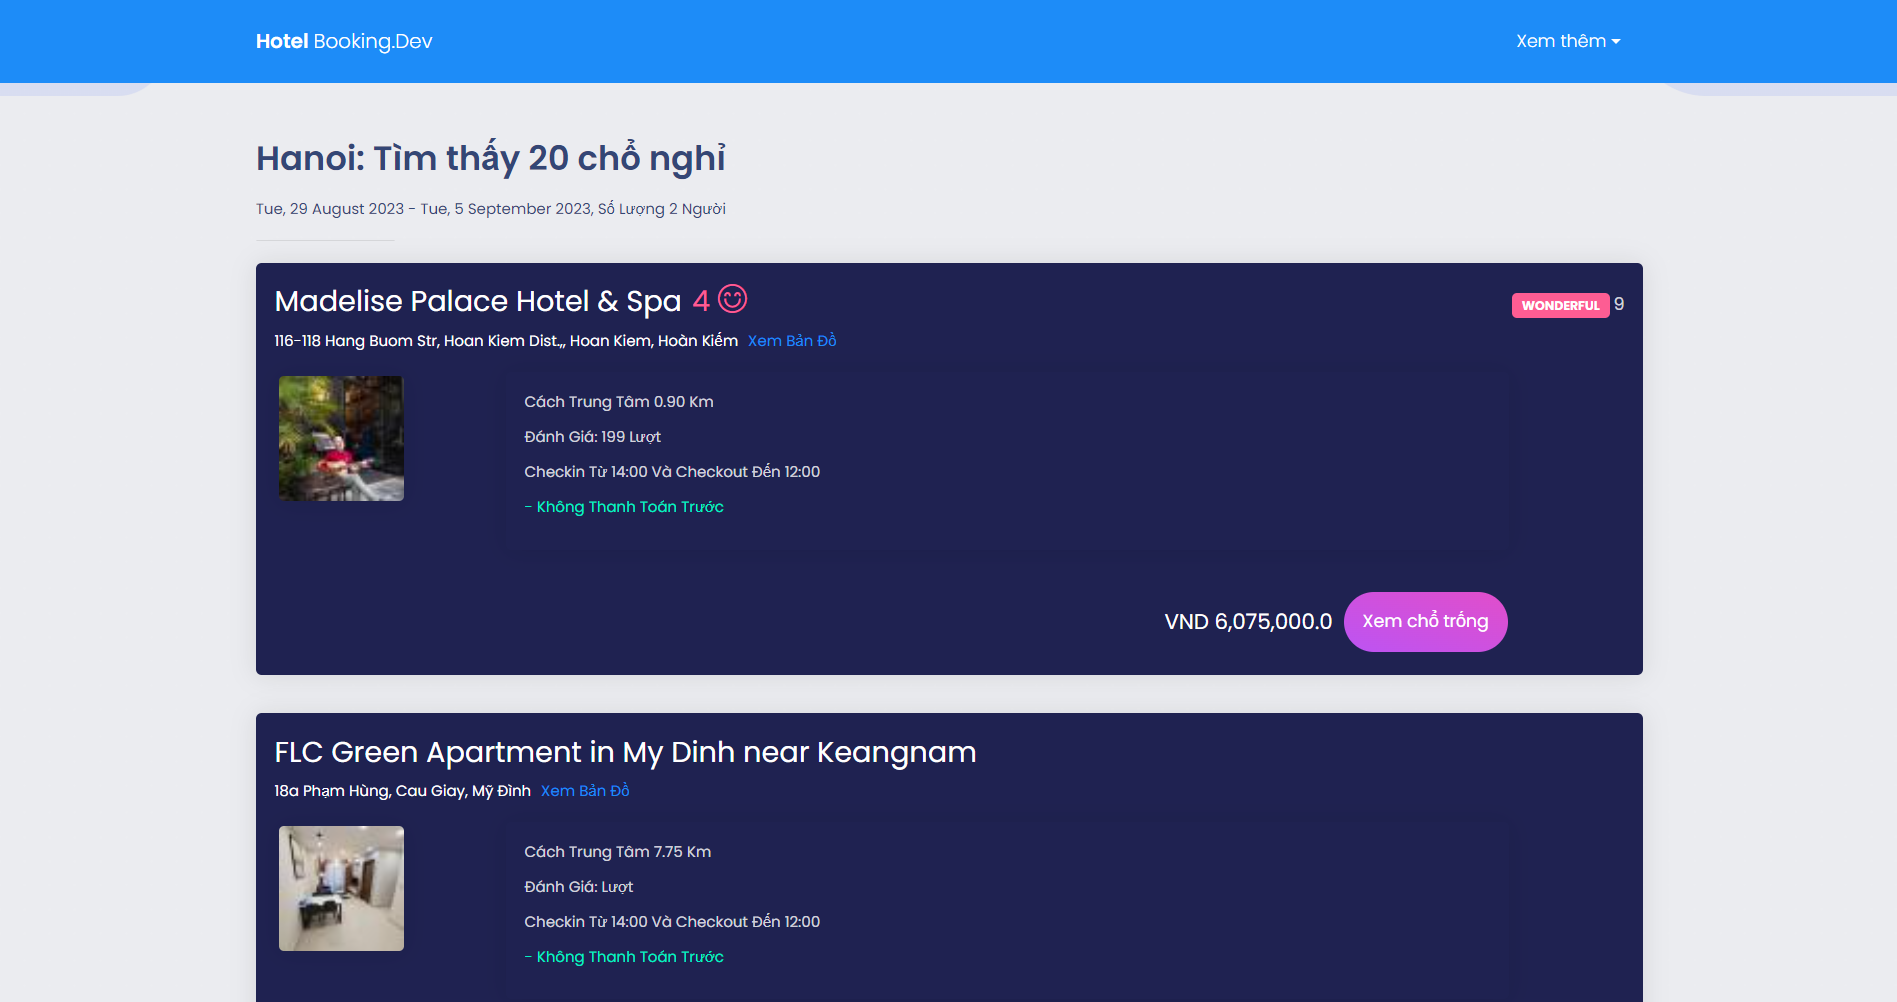 Hotel Booking.Dev
Xem thêm
Hanoi: Tìm thấy 20 chổ nghỉ
Tue, 29 August 2023 - Tue, 5 September 2023, Số Lượng 2 Người
Madelise Palace Hotel & Spa 4
WONDERFUL 9
116-118 Hang Buom Str, Hoan Kiem Dist.,, Hoan Kiem, Hoàn Kiếm Xem Bản Đồ
Cách Trung Tâm 0.90 Km
Đánh Giá: 199 Lượt
Checkin Từ 14:00 Và Checkout Đến 12:00
- Không Thanh Toán Trước
VND 6,075,000.0 Xem chổ trống
FLC Green Apartment in My Dinh near Keangnam
18a Phạm Hùng, Cau Giay, Mỹ Đình Xem Bản Đồ
Cách Trung Tâm 7.75 Km
Đánh Giá: Lượt
Checkin Từ 14:00 Và Checkout Đến 12:00
- Không Thanh Toán Trước